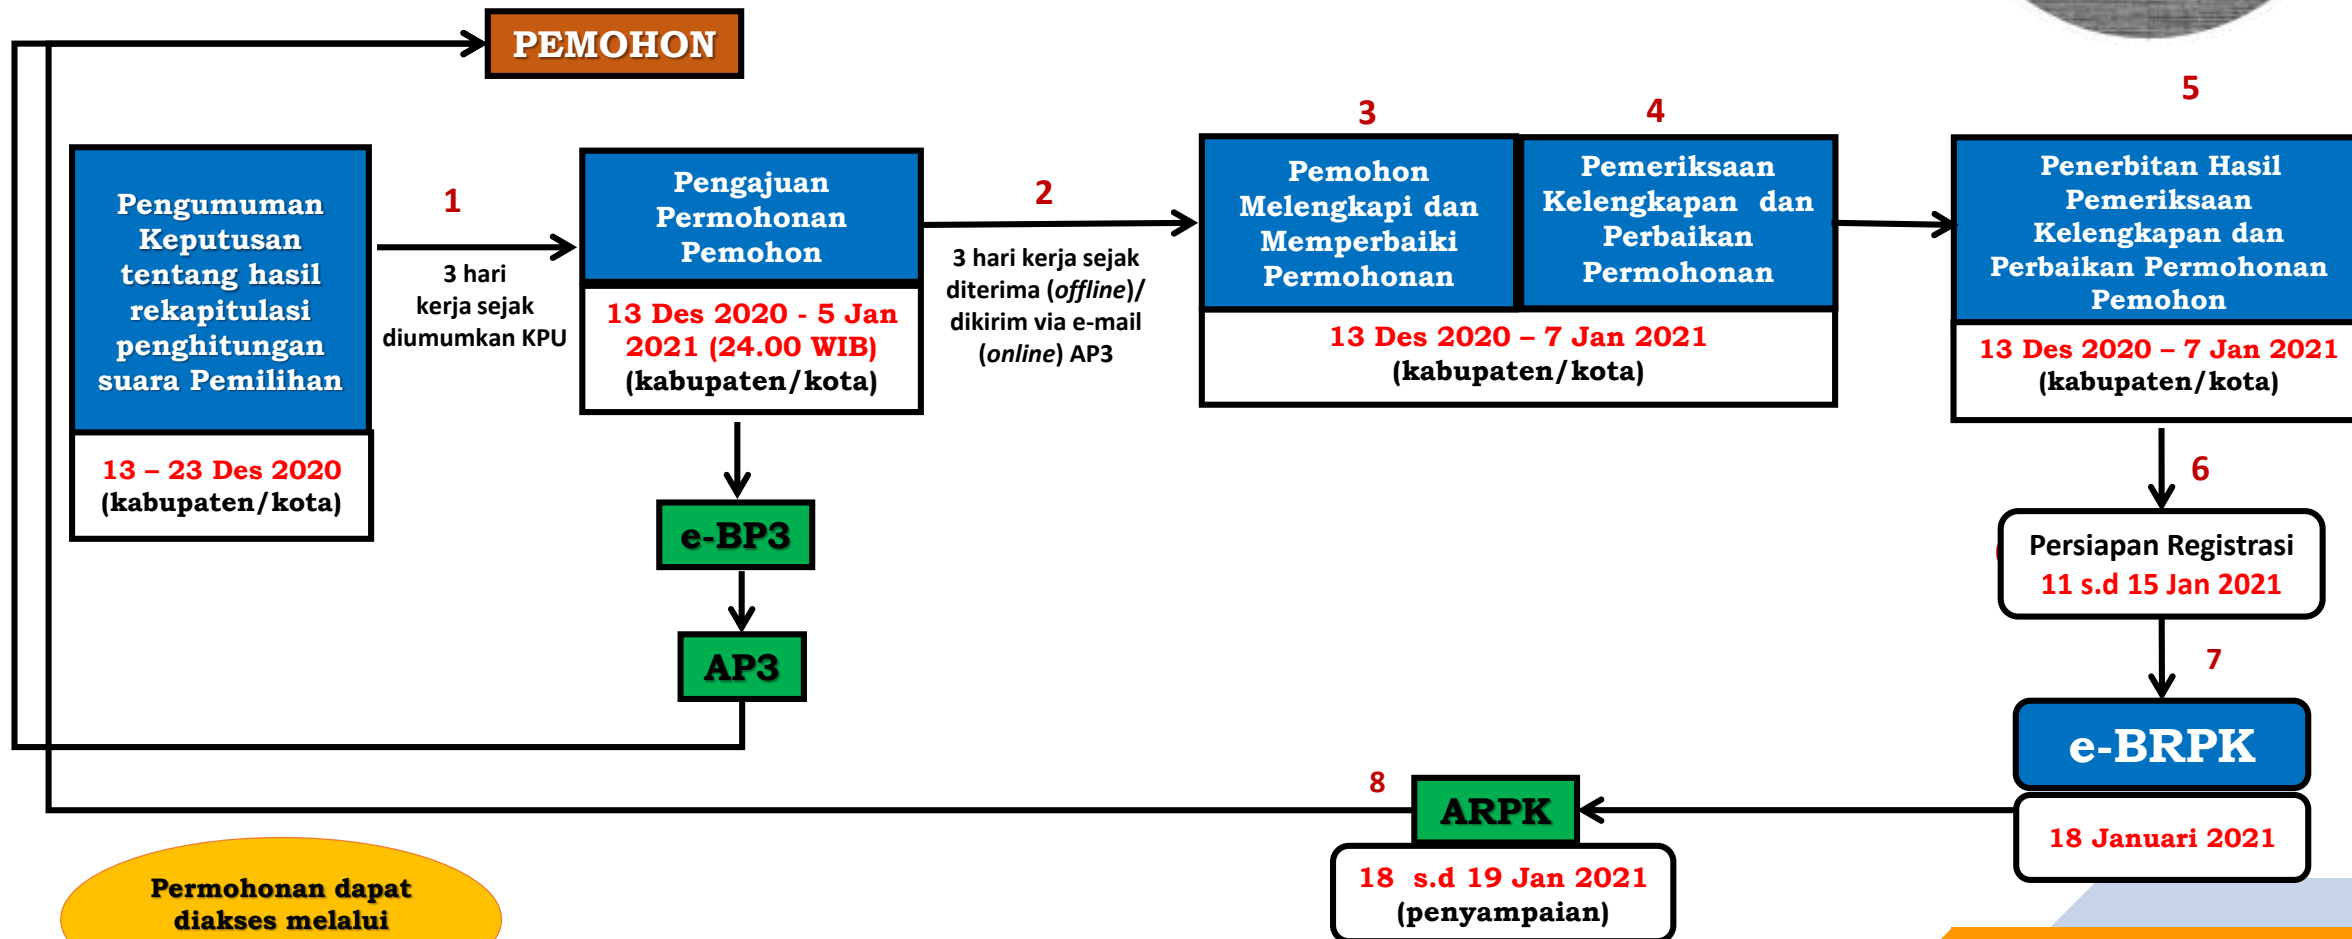 PEMOHON
Pengumuman
Keputusan
tentang hasil
rekapitulasi
penghitungan
suara Pemilihan
13 – 23 Des 2020
(kabupaten/kota)
1
3 hari
kerja sejak
diumumkan KPU
Pengajuan
Permohonan
Pemohon
13 Des 2020 - 5 Jan
2021 (24.00 WIB)
(kabupaten/kota)
e-BP3
AP3
2
3 hari kerja sejak
diterima (offline)/
dikirim via e-mail
(online) AP3
3
Pemohon
Melengkapi dan
Memperbaiki
Permohonan
4
Pemeriksaan
Kelengkapan dan
Perbaikan
Permohonan
13 Des 2020 – 7 Jan 2021
(kabupaten/kota)
5
Penerbitan Hasil
Pemeriksaan
Kelengkapan dan
Perbaikan Permohonan
Pemohon
13 Des 2020 – 7 Jan 2021
(kabupaten/kota)
6
Persiapan Registrasi
11 s.d 15 Jan 2021
7
e-BRPK
18 Januari 2021
8
ARPK
18 s.d 19 Jan 2021
(penyampaian)
Permohonan dapat
diakses melalui